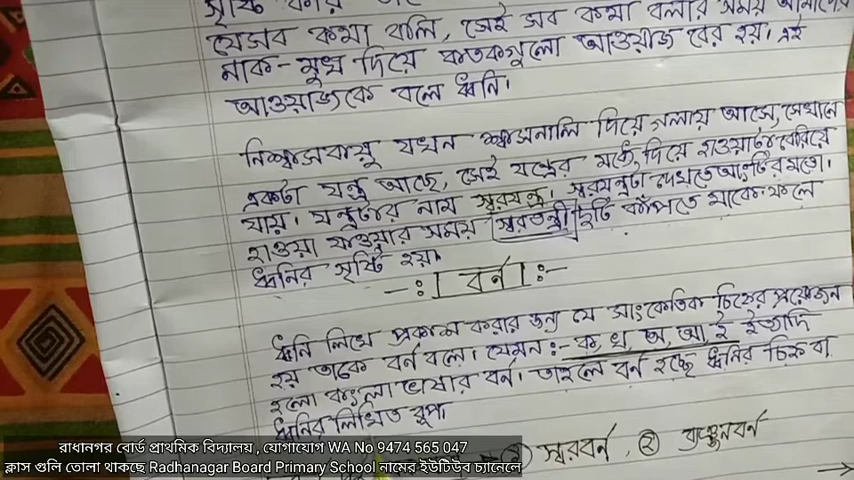 যেসব কথা বলি, সেই সব কথা বলার সময় আমাদের
নাক-মুখ দিয়ে কতকগুলো আওয়াজ বের হয়। এই
আওয়াজকে বলে ধ্বনি।
নিশ্বাসবায়ু যখন শ্বাসনালি দিয়ে গলায় আসে, সেখানে
একটা যন্ত্র আছে, সেই যন্ত্রের মধ্যে দিয়ে হাওয়াটা বেরিয়ে
যায়। যন্ত্রটার নাম স্বরযন্ত্র। স্বরযন্ত্রটা দেখতে আংটির মতো।
হাওয়া যাওয়ার সময় স্বরতন্ত্রী দুটি কাঁপতে থাকে ফলে
ধ্বনির সৃষ্টি হয়।
-:। বর্ন।:-
ধ্বনি লিখে প্রকাশ করার জন্য যে সাংকেতিক চিহ্নের প্রয়োজন
হয় তাকে বর্ন বলে। যেমন:- ক, খ, অ, আ, ই ইত্যাদি
হলো বাংলা ভাষার বর্ন। তাহলে বর্ন হচ্ছে ধ্বনির চিহ্ন বা
ধ্বনির লিখিত রূপ।
স্বরবর্ন, ② ব্যঞ্জনবর্ন
রাধানগর বোর্ড প্রাথমিক বিদ্যালয় , যোগাযোগ WA No 9474 565 047
ক্লাস গুলি তোলা থাকছে Radhanagar Board Primary School নামের ইউটিউব চ্যানেলে